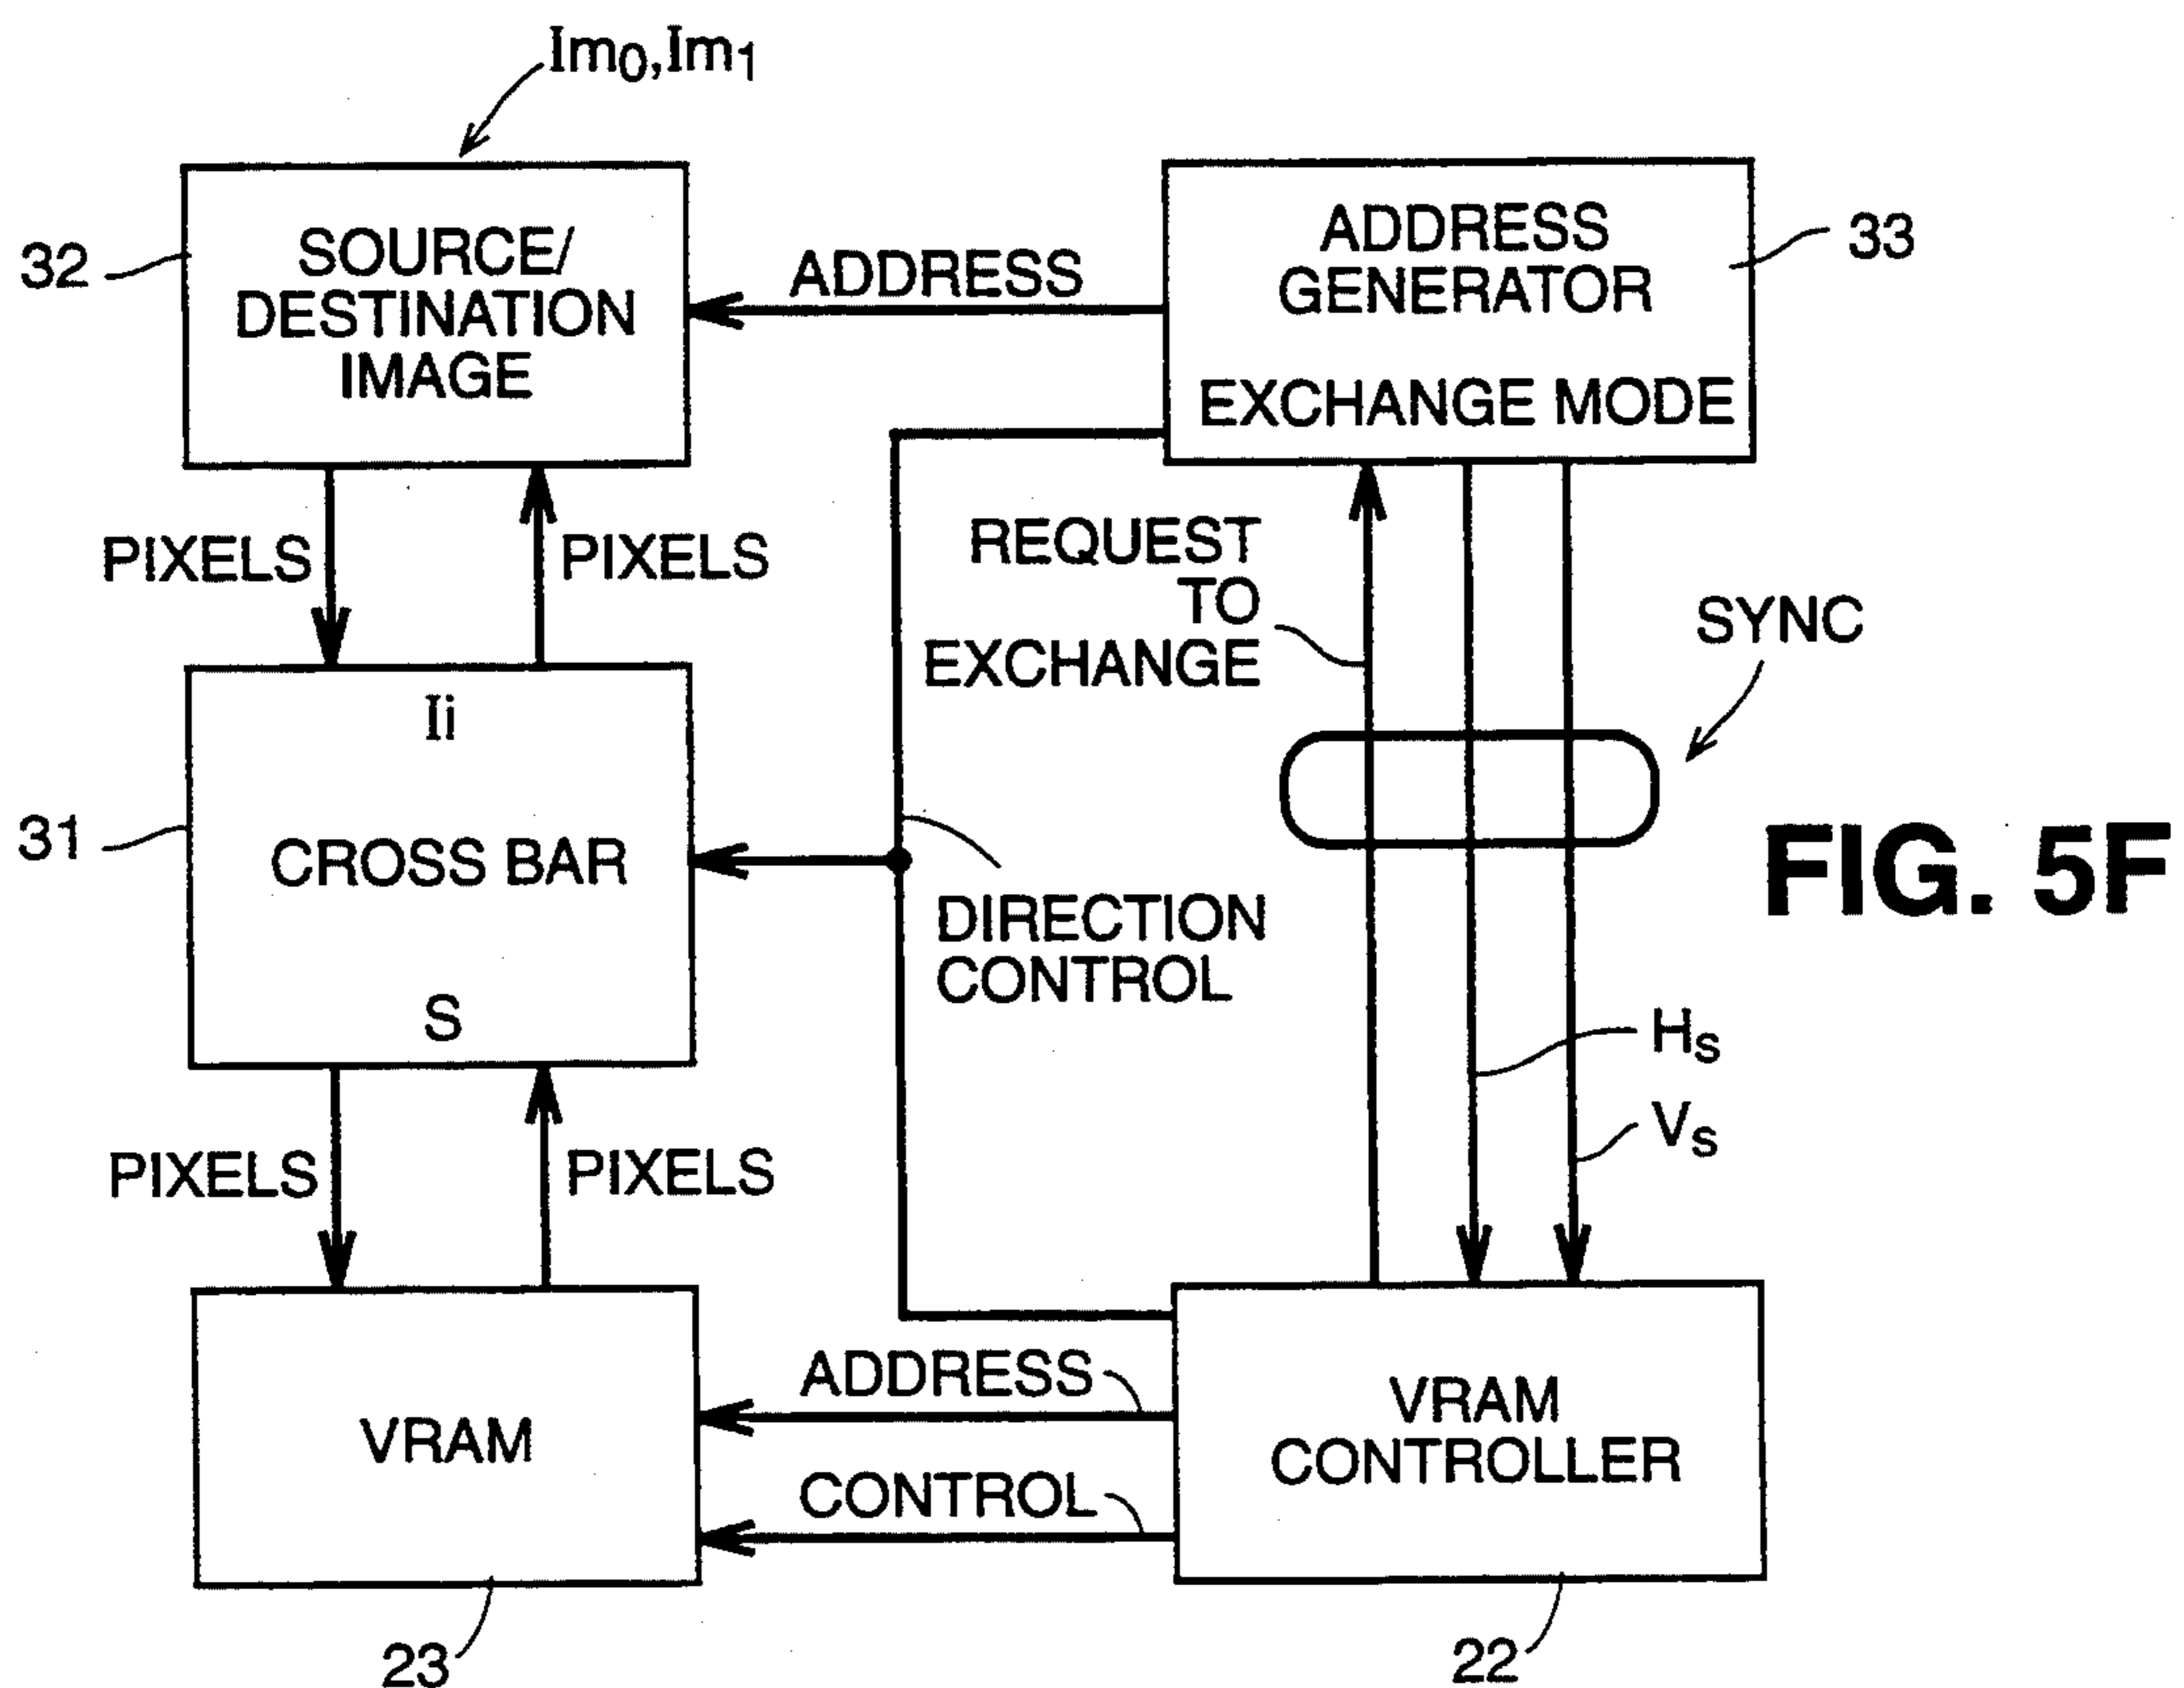 Im0,Im1
32
SOURCE/
DESTINATION
IMAGE
ADDRESS
ADDRESS
GENERATOR
EXCHANGE MODE
33
PIXELS
PIXELS
REQUEST
TO
EXCHANGE
SYNC
31
Ii
CROSS BAR
S
DIRECTION
CONTROL
FIG. 5F
HS
VS
PIXELS
PIXELS
VRAM
ADDRESS
CONTROL
VRAM
CONTROLLER
23
22